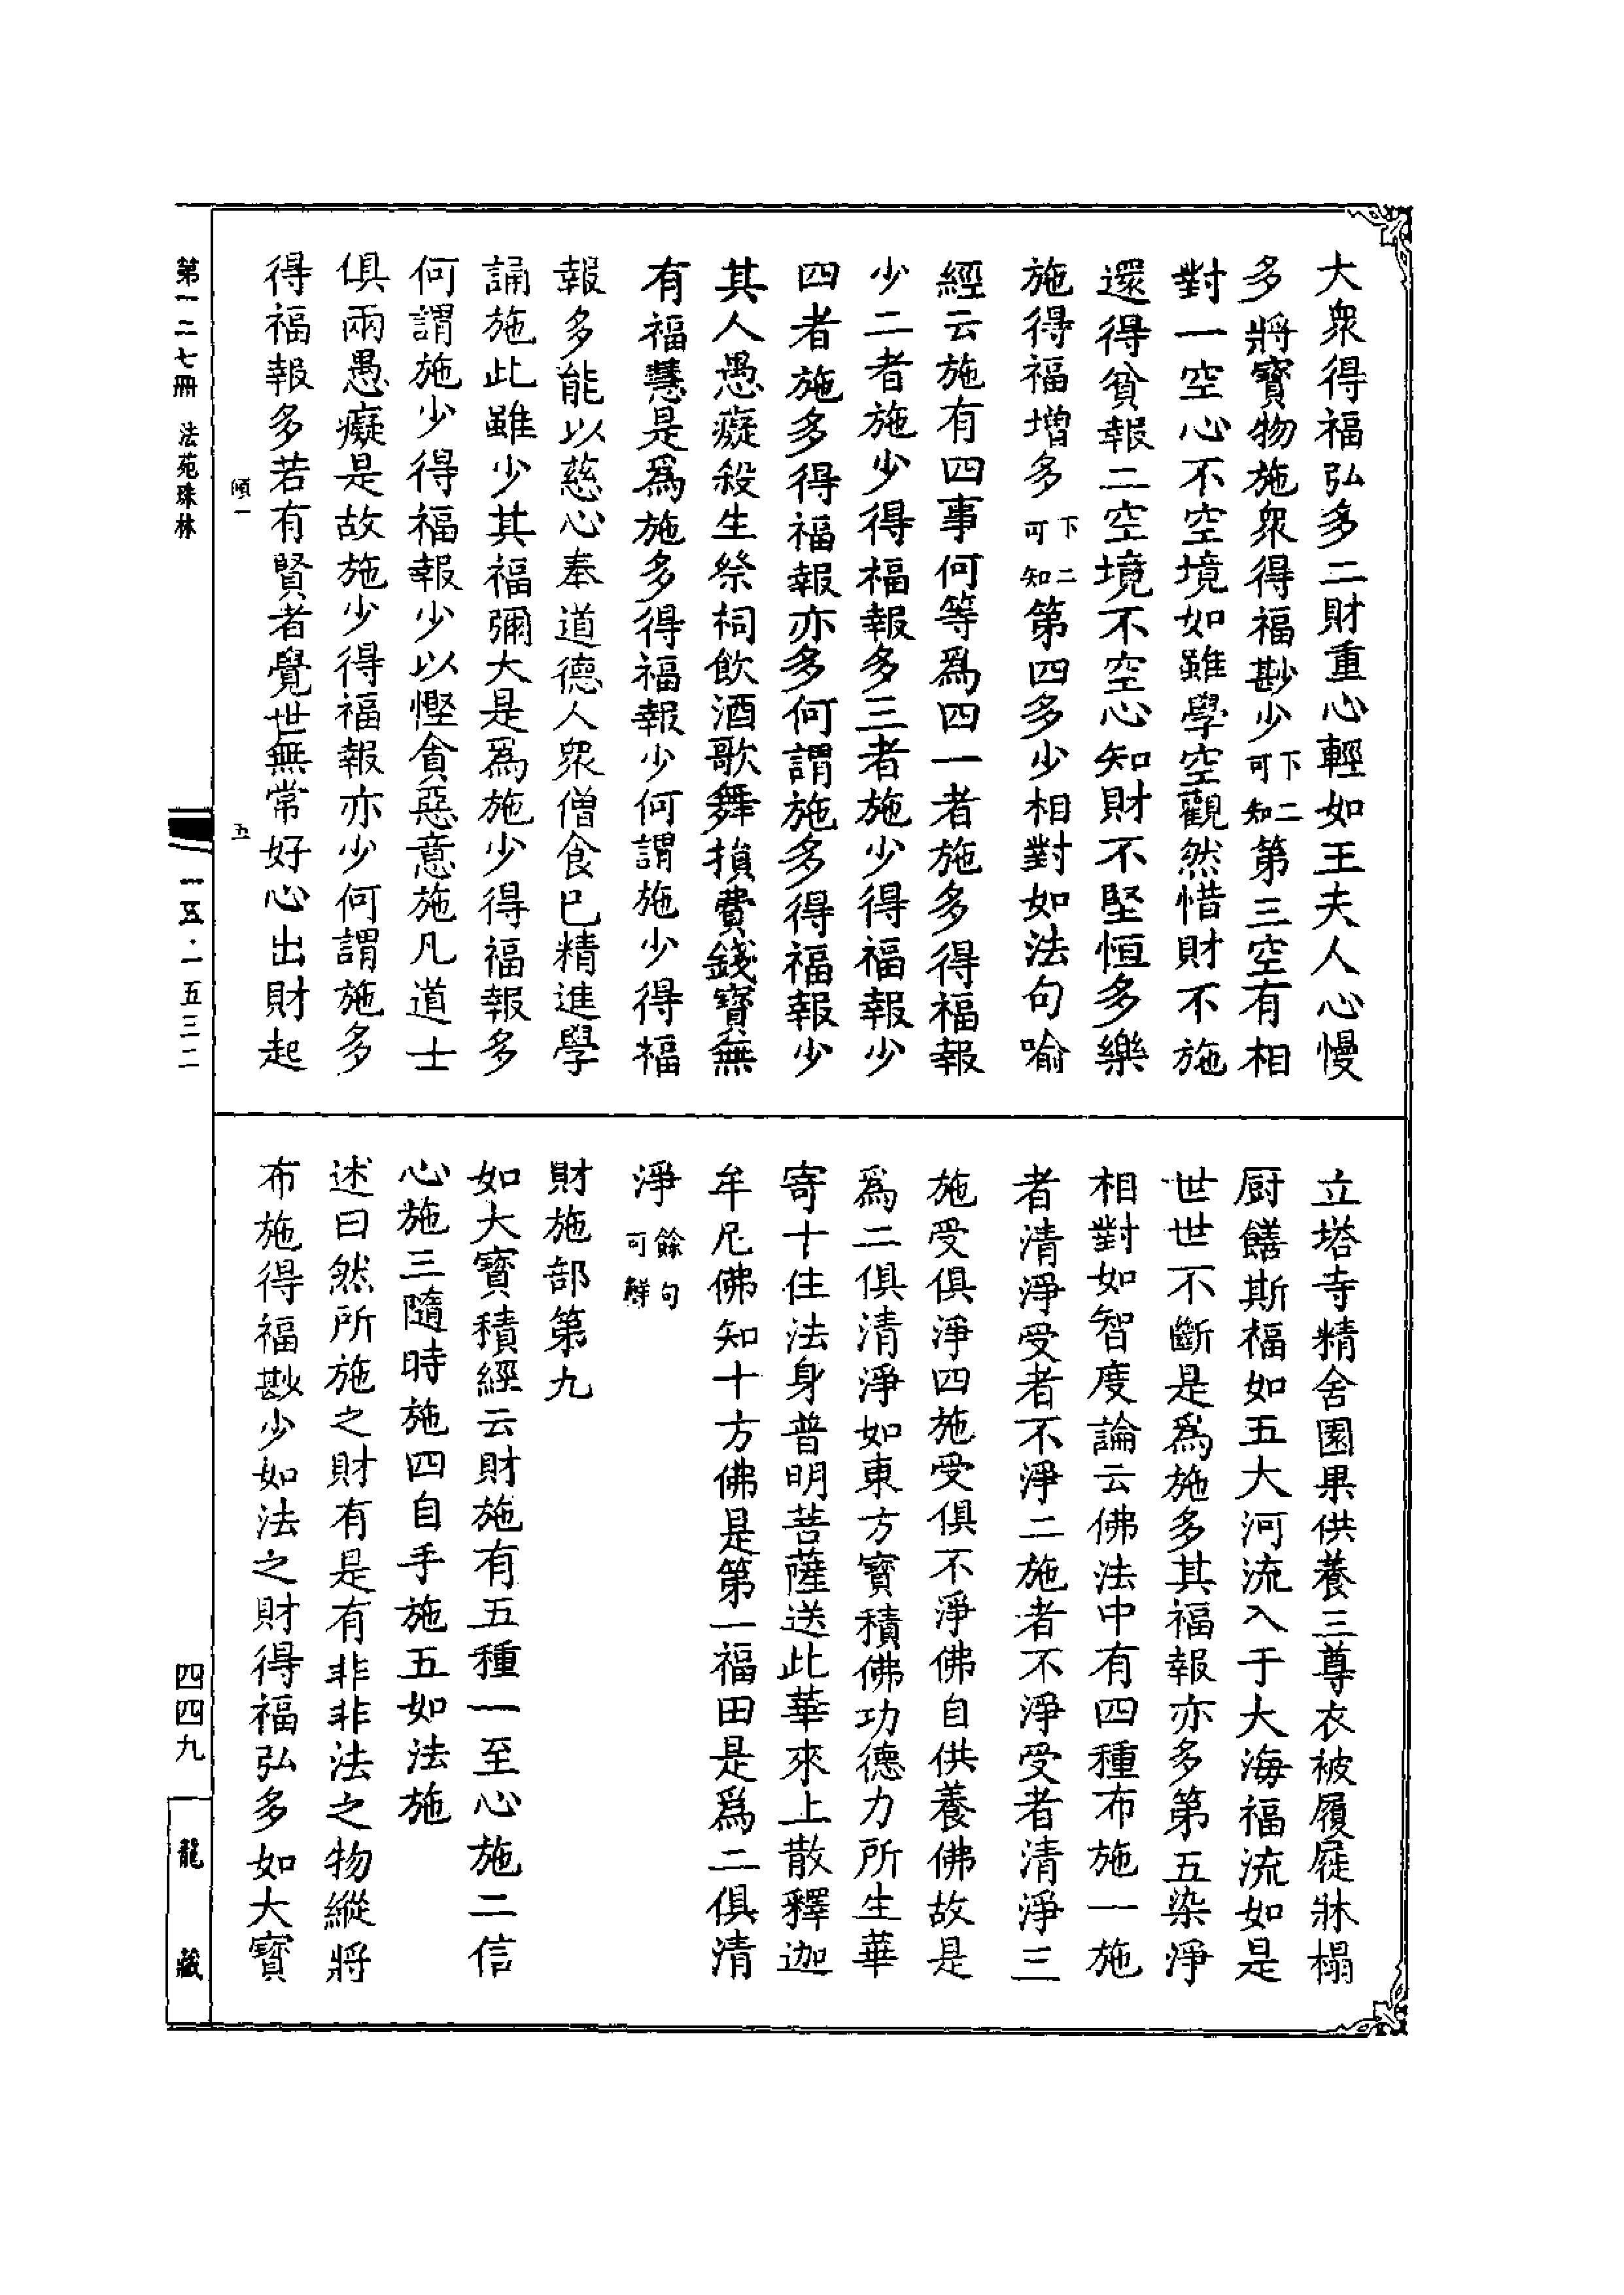 大衆得福弘多二財重心輕如王夫人心慢
多將寶物施衆得福尠少下二可知第三空有相
對一空心不空境如雖學空觀然惜財不施
還得貧報二空境不空心知財不堅恒多樂
施得福增多下二可知第四多少相對如法句喻
經云施有四事何等爲四一者施多得福報
少二者施少得福報多三者施少得福報少
四者施多得福報亦多何謂施多得福報少
其人愚癡殺生祭祠飲酒歌舞損費錢寶無
有福慧是爲施多得福報少何謂施少得福
報多能以慈心奉道德人衆僧食已精進學
誦施此雖少其福彌大是爲施少得福報多
何謂施少得福報少以慳貪惡意施凡道士
俱兩愚癡是故施少得福報亦少何謂施多
得福報多若有賢者覺世無常好心出財起
立塔寺精舍園果供養三尊衣被履屣牀榻
厨饍斯福如五大河流入于大海福流如是
世世不斷是爲施多其福報亦多第五染淨
相對如智度論云佛法中有四種布施一施
者清淨受者不淨二施者不淨受者清淨三
施受俱淨四施受俱不淨佛自供養佛故是
爲二俱清淨如東方寶積佛功德力所生華
寄十住法身普明菩薩送此華來上散釋迦
牟尼佛知十方佛是第一福田是爲二俱清
淨餘句可解
財施部第九
如大寶積經云財施有五種一至心施二信
心施三隨時施四自手施五如法施
述曰然所施之財有是有非非法之物縱將
布施得福尠少如法之財得福弘多如大寶
傾一
五
第一二七冊 法苑珠林
一五·一五三二
四四九
龍藏